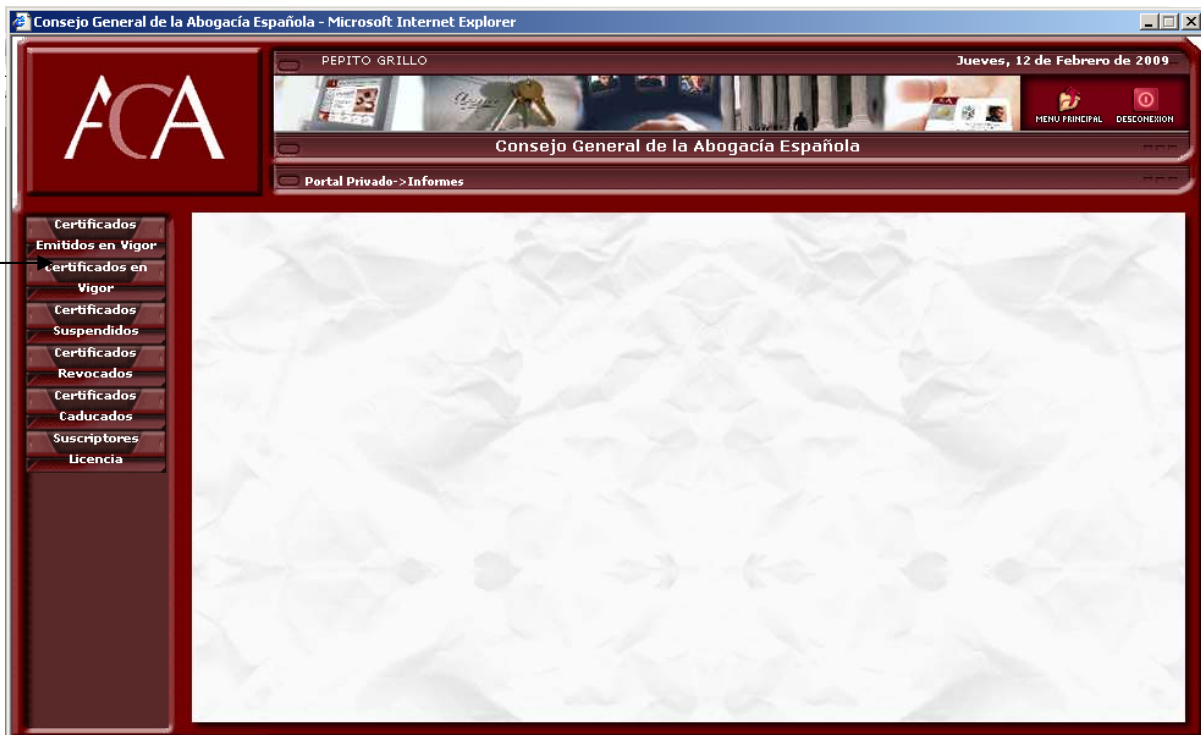 Consejo General de la Abogacía Española - Microsoft Internet Explorer
ACA
PEPITO GRILLO
Jueves, 12 de Febrero de 2009
MENU PRINCIPAL
DESCONEXION
Consejo General de la Abogacía Española
Portal Privado->Informes
Certificados
Emitidos en Vigor
Certificados en
Vigor
Certificados
Suspendidos
Certificados
Revocados
Certificados
Caducados
Suscriptores
Licencia